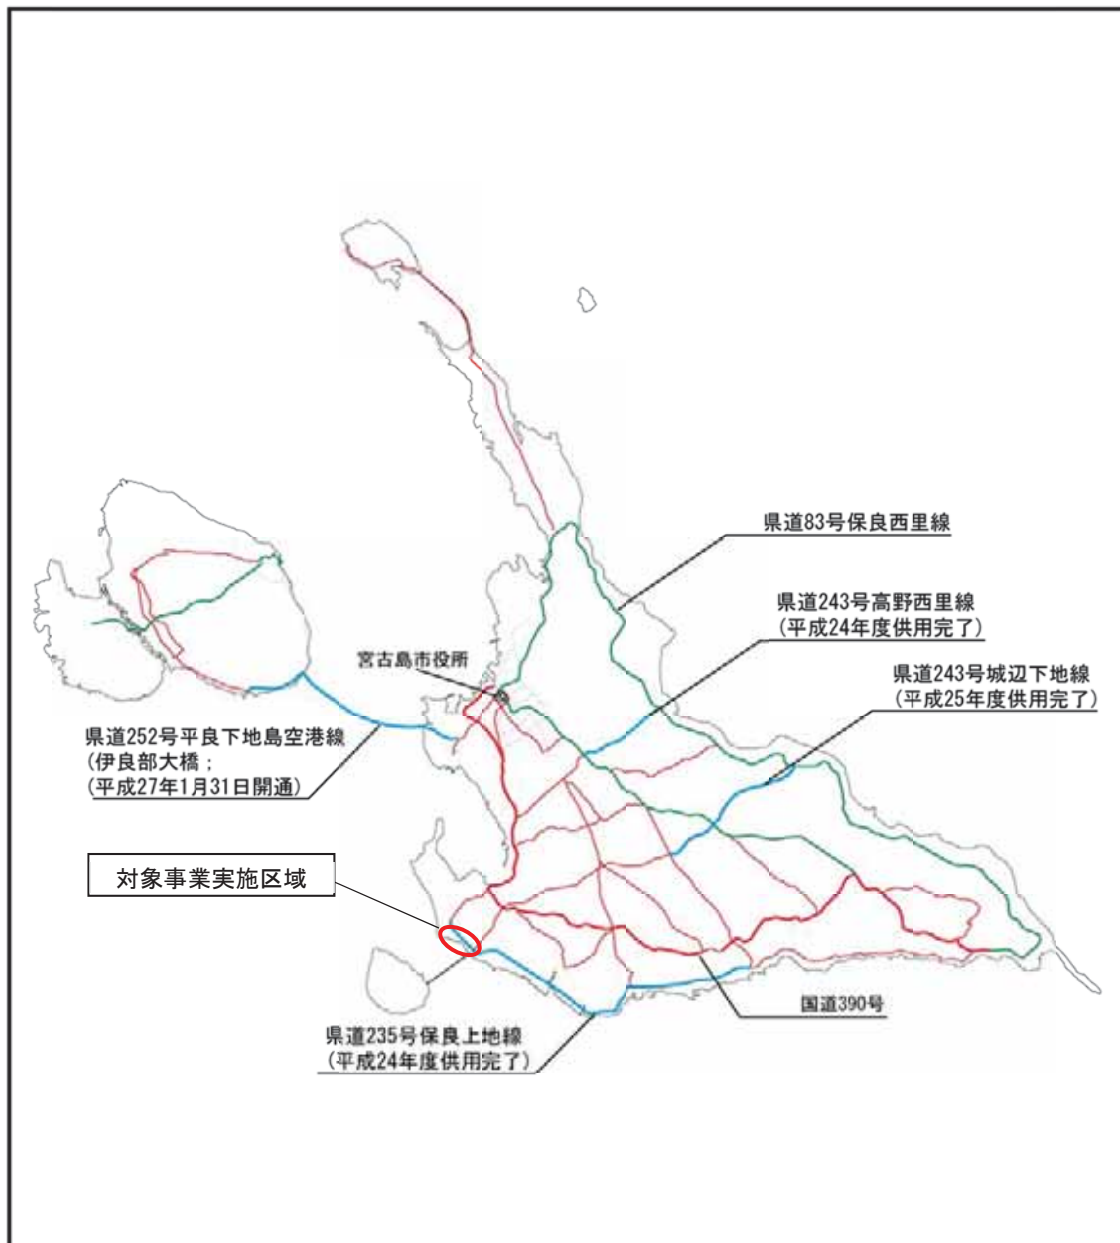 県道83号保良西里線
県道243号高野西里線
(平成24年度供用完了)
宮古島市役所
県道243号城辺下地線
(平成25年度供用完了)
県道252号平良下地島空港線
(伊良部大橋;
(平成27年1月31日開通)
対象事業実施区域
国道390号
県道235号保良上地線
(平成24年度供用完了)